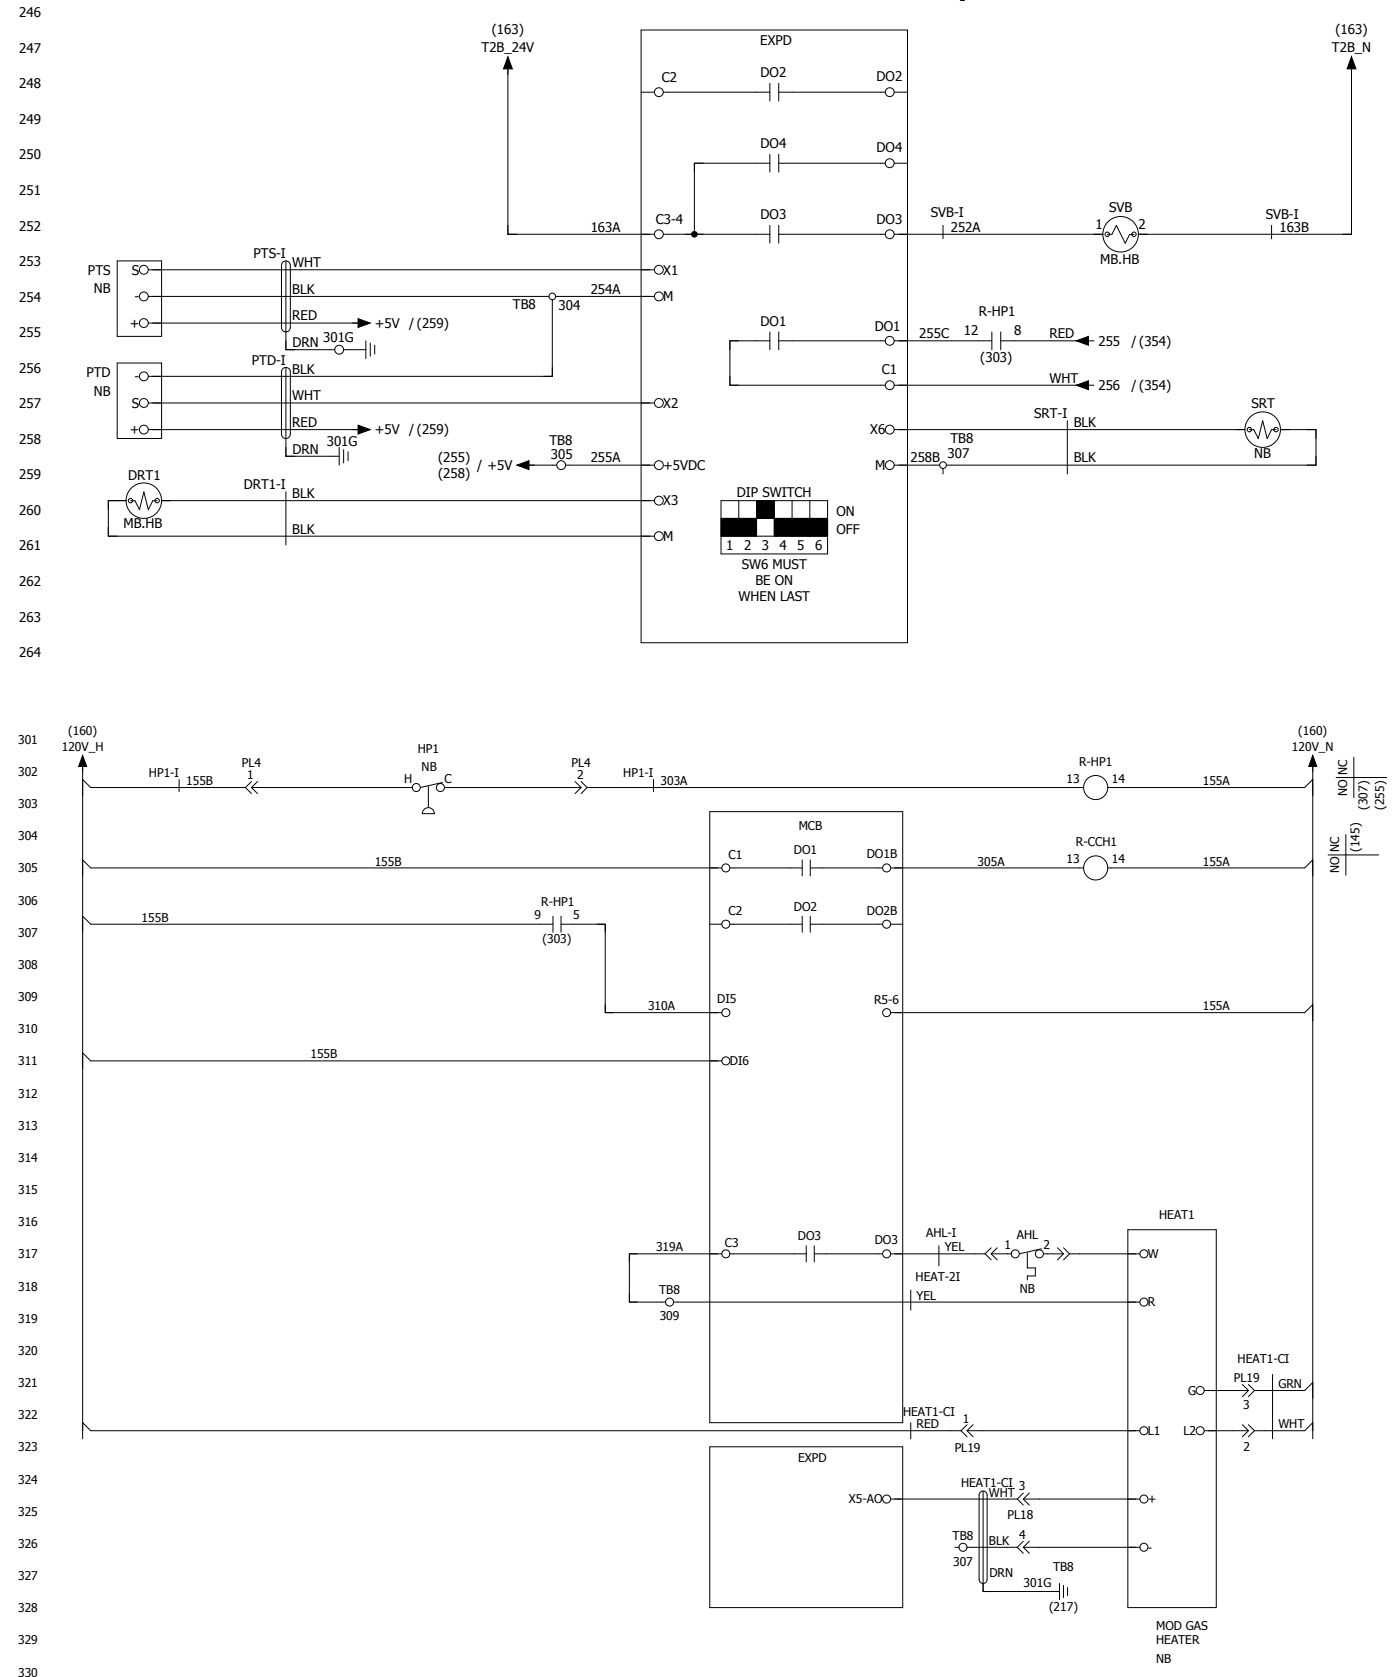 246
(163)
T2B_24V
EXPD
(163)
T2B_N
247
248
C2
DO2
DO2
249
250
DO4
DO4
251
252
163A
C3-4
DO3
DO3
SVB-I
252A
1
SVB
2
MB.HB
SVB-I
163B
253
PTS
NB
S
PTS-I
WHT
X1
254
-
BLK
TB8
304
254A
M
255
+
RED
+5V / (259)
DRN
301G
DO1
DO1
255C
R-HP1
12
8
(303)
RED
255 / (354)
256
PTD
NB
-
PTD-I
BLK
C1
WHT
256 / (354)
257
S
WHT
X2
258
+
RED
+5V / (259)
DRN
301G
X6
SRT-I
BLK
SRT
NB
259
(255)
(258)
/ +5V
TB8
305
255A
+5VDC
M
258B
TB8
307
BLK
260
DRT1
MB.HB
DRT1-I
BLK
X3
DIP SWITCH
ON
OFF
1 2 3 4 5 6
261
BLK
M
SW6 MUST
BE ON
WHEN LAST
262
263
264
301
(160)
120V_H
(160)
120V_N
302
HP1-I
155B
PL4
1
HP1
NB
H
C
PL4
2
HP1-I
303A
R-HP1
13
14
155A
NO
NC
(307)
(255)
303
304
MCB
305
155B
C1
DO1
DO1B
305A
R-CCH1
13
14
155A
NO
NC
(145)
306
307
155B
R-HP1
9
5
(303)
C2
DO2
DO2B
308
309
310A
DI5
R5-6
155A
310
311
155B
DI6
312
313
314
315
316
HEAT1
317
319A
C3
DO3
DO3
AHL-I
YEL
1
AHL
2
NB
W
318
TB8
309
HEAT-2I
YEL
R
319
320
321
G
HEAT1-CI
PL19
3
GRN
322
HEAT1-CI
RED
1
PL19
L1
L2
2
WHT
323
EXPD
324
X5-AO
HEAT1-CI
WHT
3
PL18
+
325
326
TB8
307
BLK
4
-
327
DRN
301G
TB8
(217)
328
MOD GAS
HEATER
NB
329
330